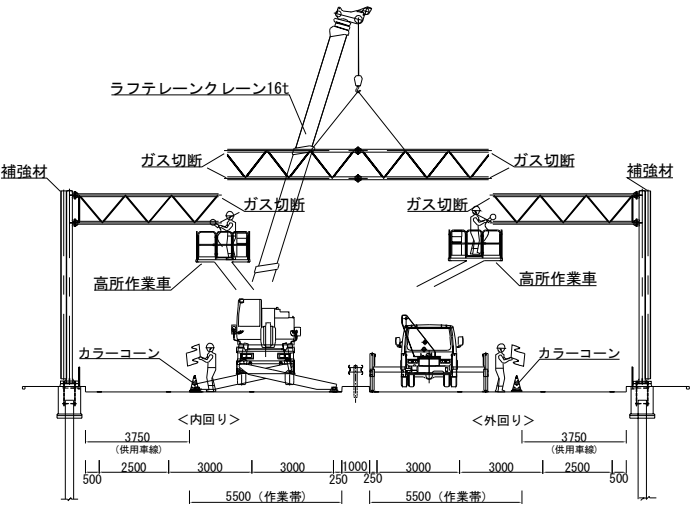 ラフテレーンクレーン16t
ガス切断
ガス切断
補強材
補強材
ガス切断
ガス切断
高所作業車
高所作業車
カラーコーン
カラーコーン
＜内回り＞
＜外回り＞
3750
(供用車線)
3750
(供用車線)
500
2500
3000
3000
250
1000
250
3000
3000
2500
500
5500（作業帯）
5500（作業帯）